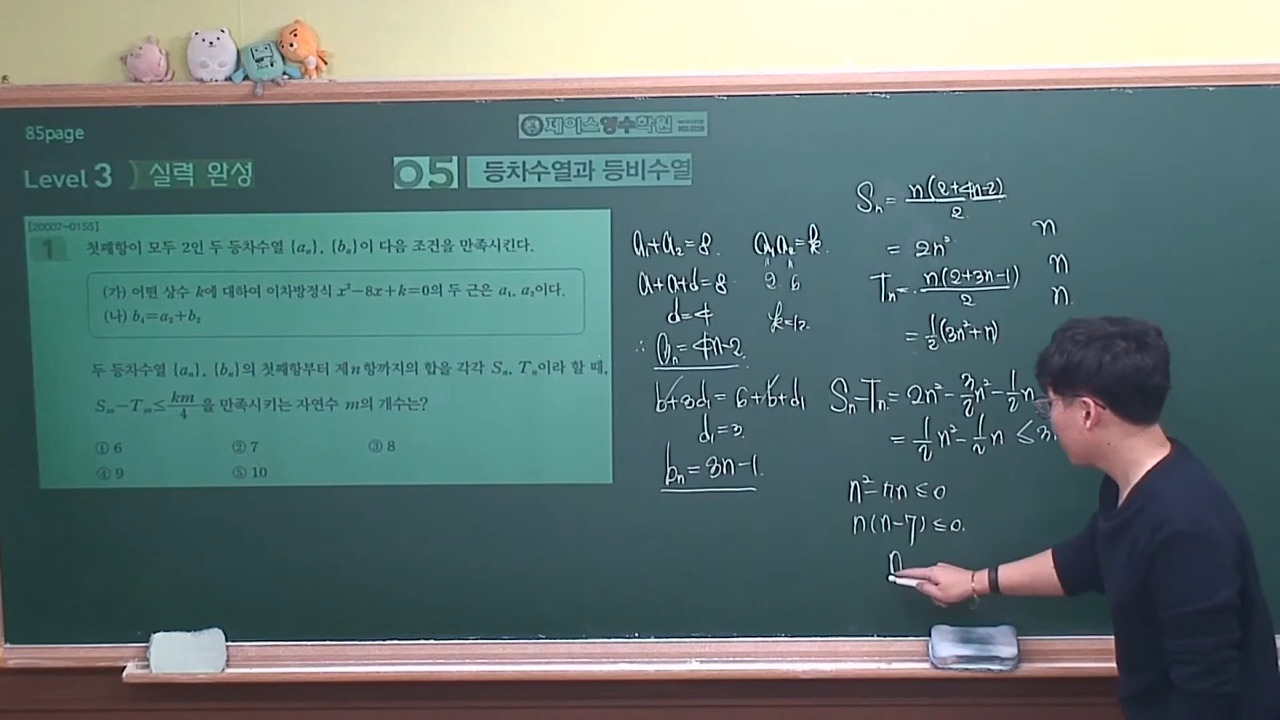 85page
제이스영수학원
Level 3 실력 완성
05 등차수열과 등비수열
[20007-0155]
1 첫째항이 모두 2인 두 등차수열 {aₙ}, {bₙ}이 다음 조건을 만족시킨다.
(가) 어떤 상수 k에 대하여 이차방정식 x²-8x+k=0의 두 근은 a₁, a₂이다.
(나) b₄=a₂+b₂
두 등차수열 {aₙ}, {bₙ}의 첫째항부터 제n항까지의 합을 각각 Sₙ, Tₙ이라 할 때,
Sₘ-Tₘ≤km/4을 만족시키는 자연수 m의 개수는?
① 6 ② 7 ③ 8
④ 9 ⑤ 10
a₁+a₂=8. a₁a₂=k.
a+a+d=8 2 6
d=4 k=12.
∴ aₙ=4n-2
b+3d₁=6+b+d₁
d₁=3
bₙ=3n-1.
Sₙ=n(2+4n-2)/2
=2n²
Tₙ=n(2+3n-1)/2
=1/2(3n²+n)
n
n
n
Sₙ-Tₙ=2n²-3/2n²-1/2n
=1/2n²-1/2n≤3
n²-7n≤0
n(n-7)≤0.
n